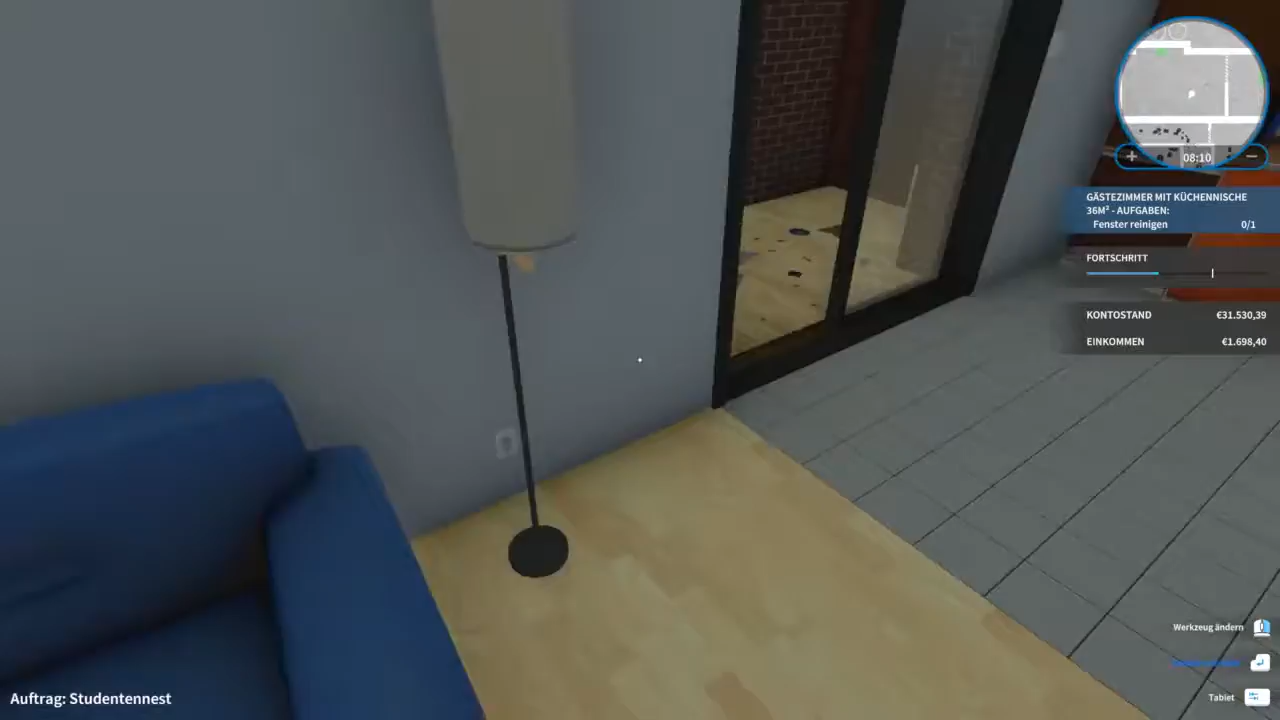 08:10
GÄSTEZIMMER MIT KÜCHENNISCHE
36M² - AUFGABEN:
Fenster reinigen 0/1
FORTSCHRITT
KONTOSTAND €31.530,39
EINKOMMEN €1.698,40
Werkzeug ändern
Tablet
Auftrag: Studentennest